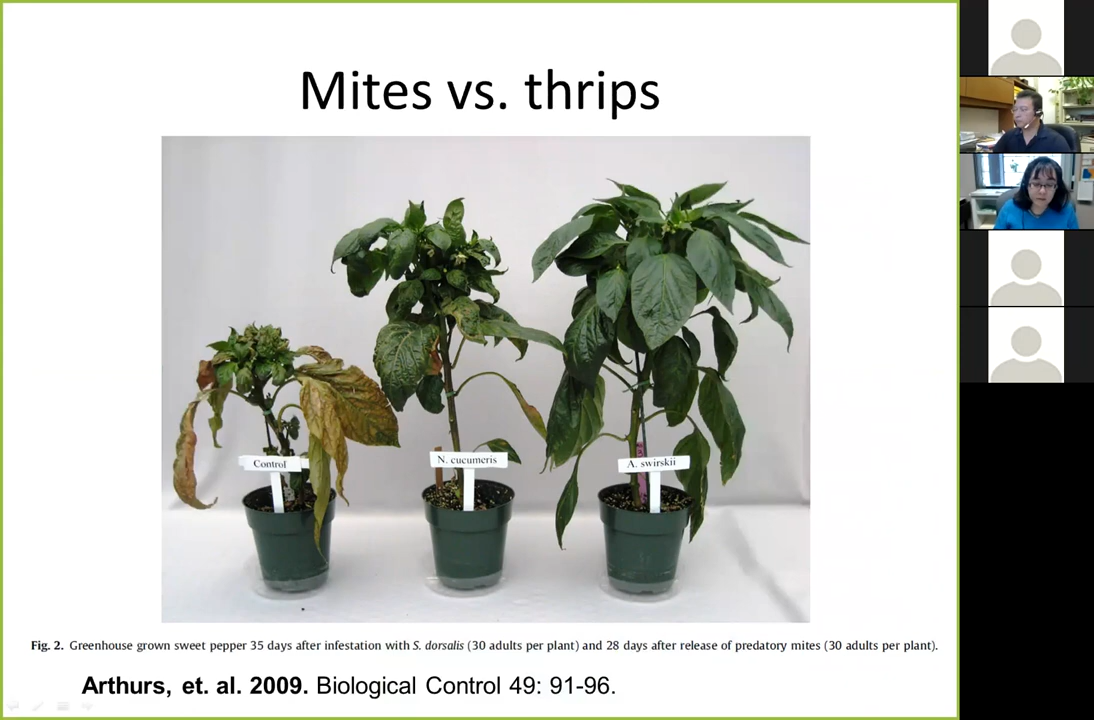 Mites vs. thrips
Control
N. cucumeris
A. swirskii
Fig. 2. Greenhouse grown sweet pepper 35 days after infestation with S. dorsalis (30 adults per plant) and 28 days after release of predatory mites (30 adults per plant).
Arthurs, et. al. 2009. Biological Control 49: 91-96.